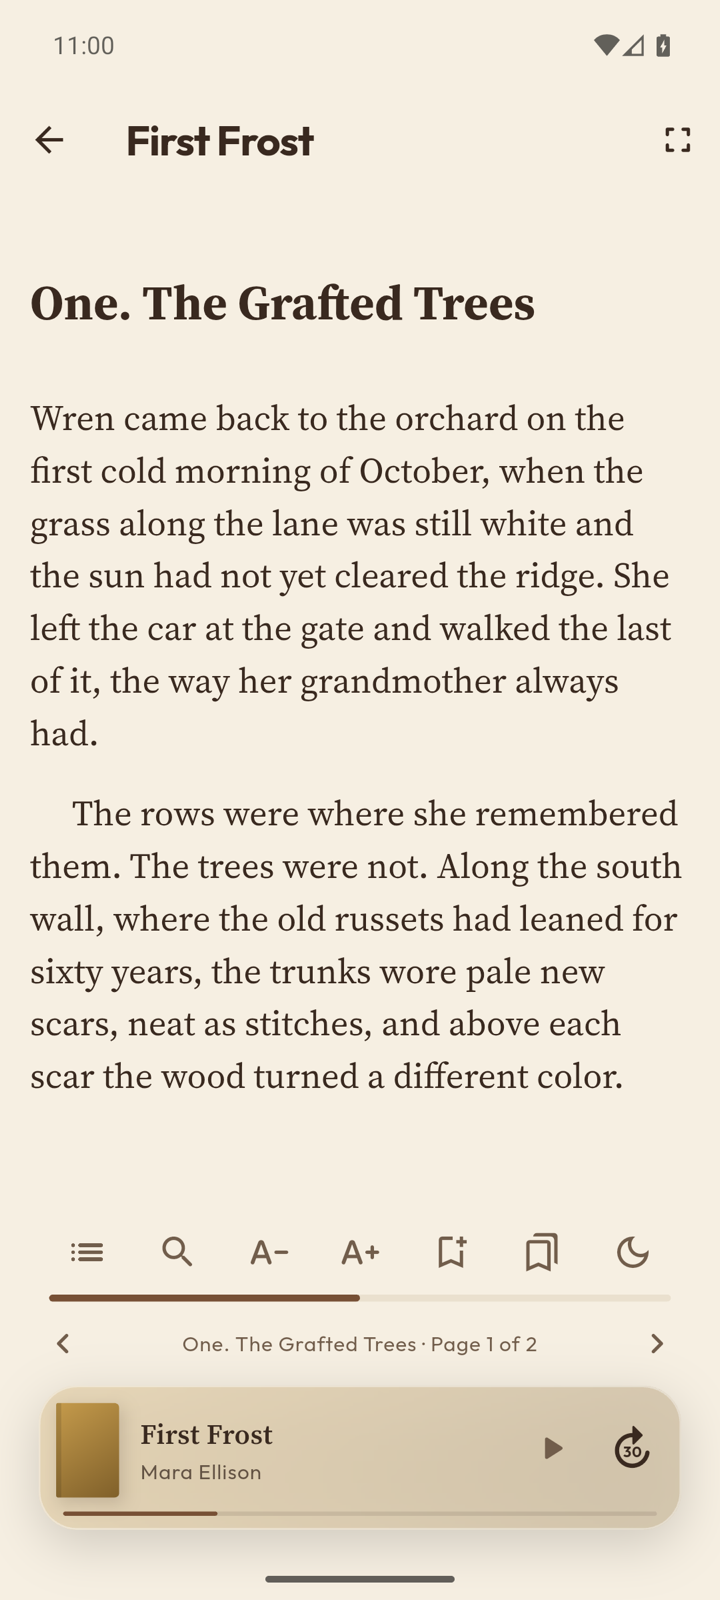 11:00
First Frost
One. The Grafted Trees
Wren came back to the orchard on the
first cold morning of October, when the
grass along the lane was still white and
the sun had not yet cleared the ridge. She
left the car at the gate and walked the last
of it, the way her grandmother always
had.
The rows were where she remembered
them. The trees were not. Along the south
wall, where the old russets had leaned for
sixty years, the trunks wore pale new
scars, neat as stitches, and above each
scar the wood turned a different color.
A− A+
One. The Grafted Trees · Page 1 of 2
First Frost
Mara Ellison
30